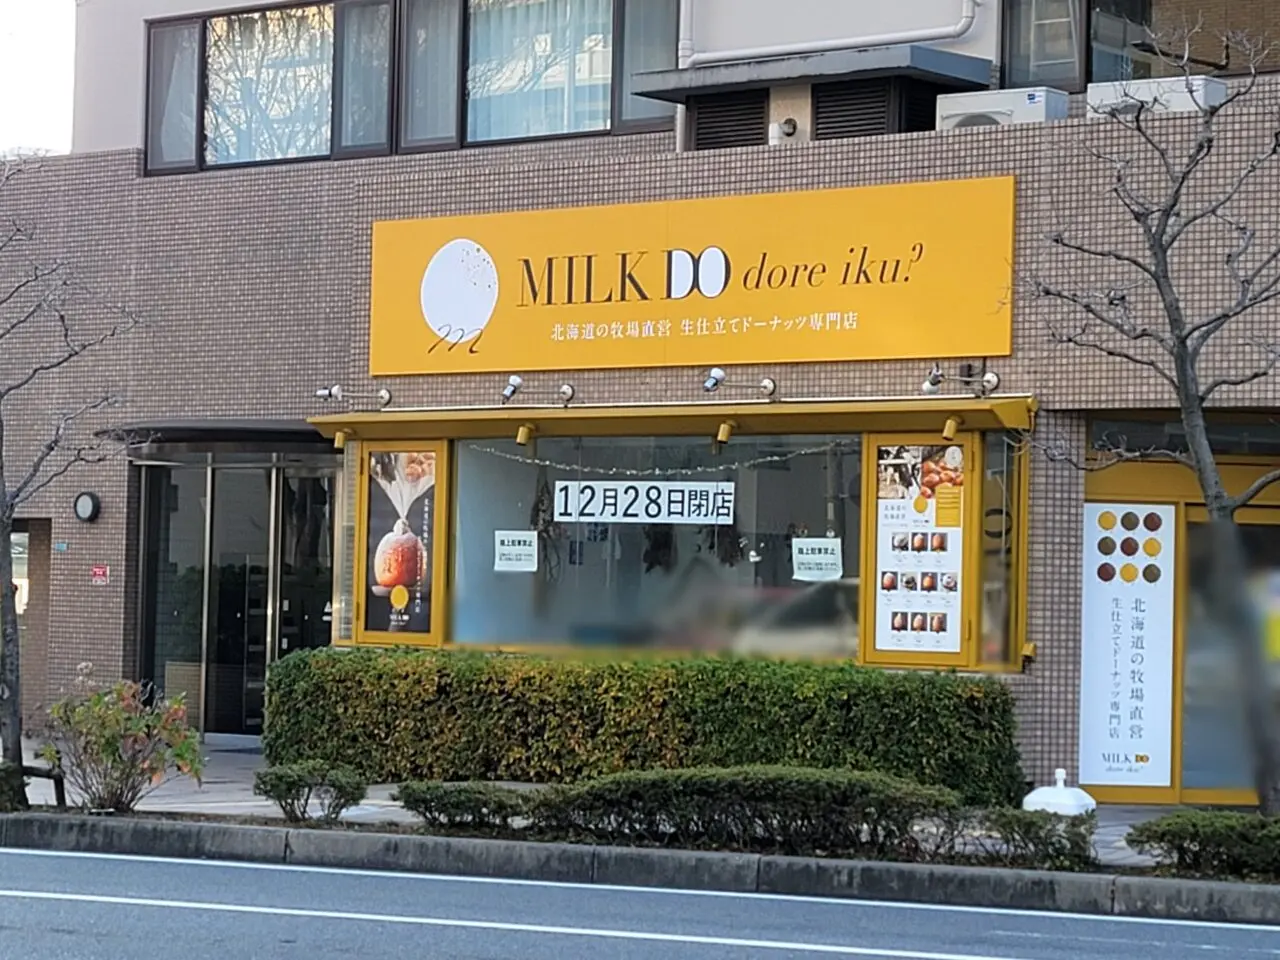 MILK DO dore iku?
北海道の牧場直営 生仕立てドーナッツ専門店
12月28日閉店
路上駐車禁止
路上駐車禁止
北海道の牧場直営
生仕立てドーナッツ専門店
MILK DO
dore iku?